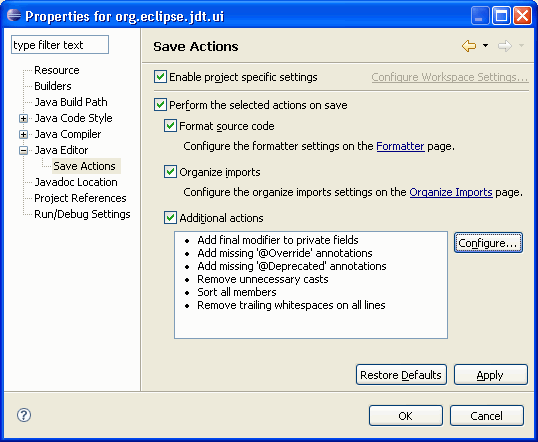 Properties for org.eclipse.jdt.ui
type filter text
Resource
Builders
Java Build Path
Java Code Style
Java Compiler
Java Editor
Save Actions
Javadoc Location
Project References
Run/Debug Settings
Save Actions
Enable project specific settings
Configure Workspace Settings...
Perform the selected actions on save
Format source code
Configure the formatter settings on the Formatter page.
Organize imports
Configure the organize imports settings on the Organize Imports page.
Additional actions
• Add final modifier to private fields
• Add missing '@Override' annotations
• Add missing '@Deprecated' annotations
• Remove unnecessary casts
• Sort all members
• Remove trailing whitespaces on all lines
Configure...
Restore Defaults
Apply
?
OK
Cancel